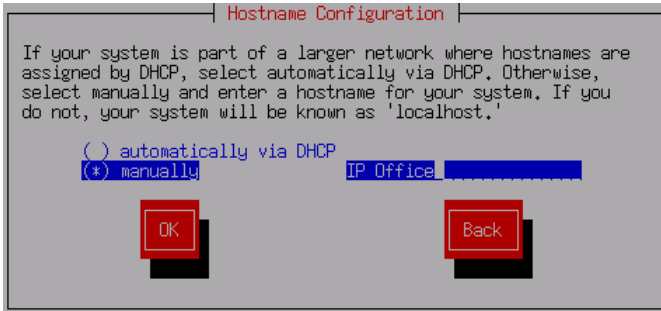 Hostname Configuration
If your system is part of a larger network where hostnames are
assigned by DHCP, select automatically via DHCP. Otherwise,
select manually and enter a hostname for your system. If you
do not, your system will be known as 'localhost.'
( ) automatically via DHCP
(*) manually IP Office_
OK Back